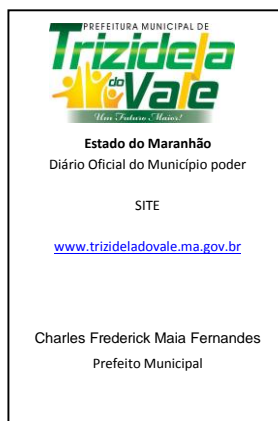 PREFEITURA MUNICIPAL DE
Trizidela
do
Vale
Um Futuro Maior!
Estado do Maranhão
Diário Oficial do Município poder
SITE
www.trizideladovale.ma.gov.br
Charles Frederick Maia Fernandes
Prefeito Municipal